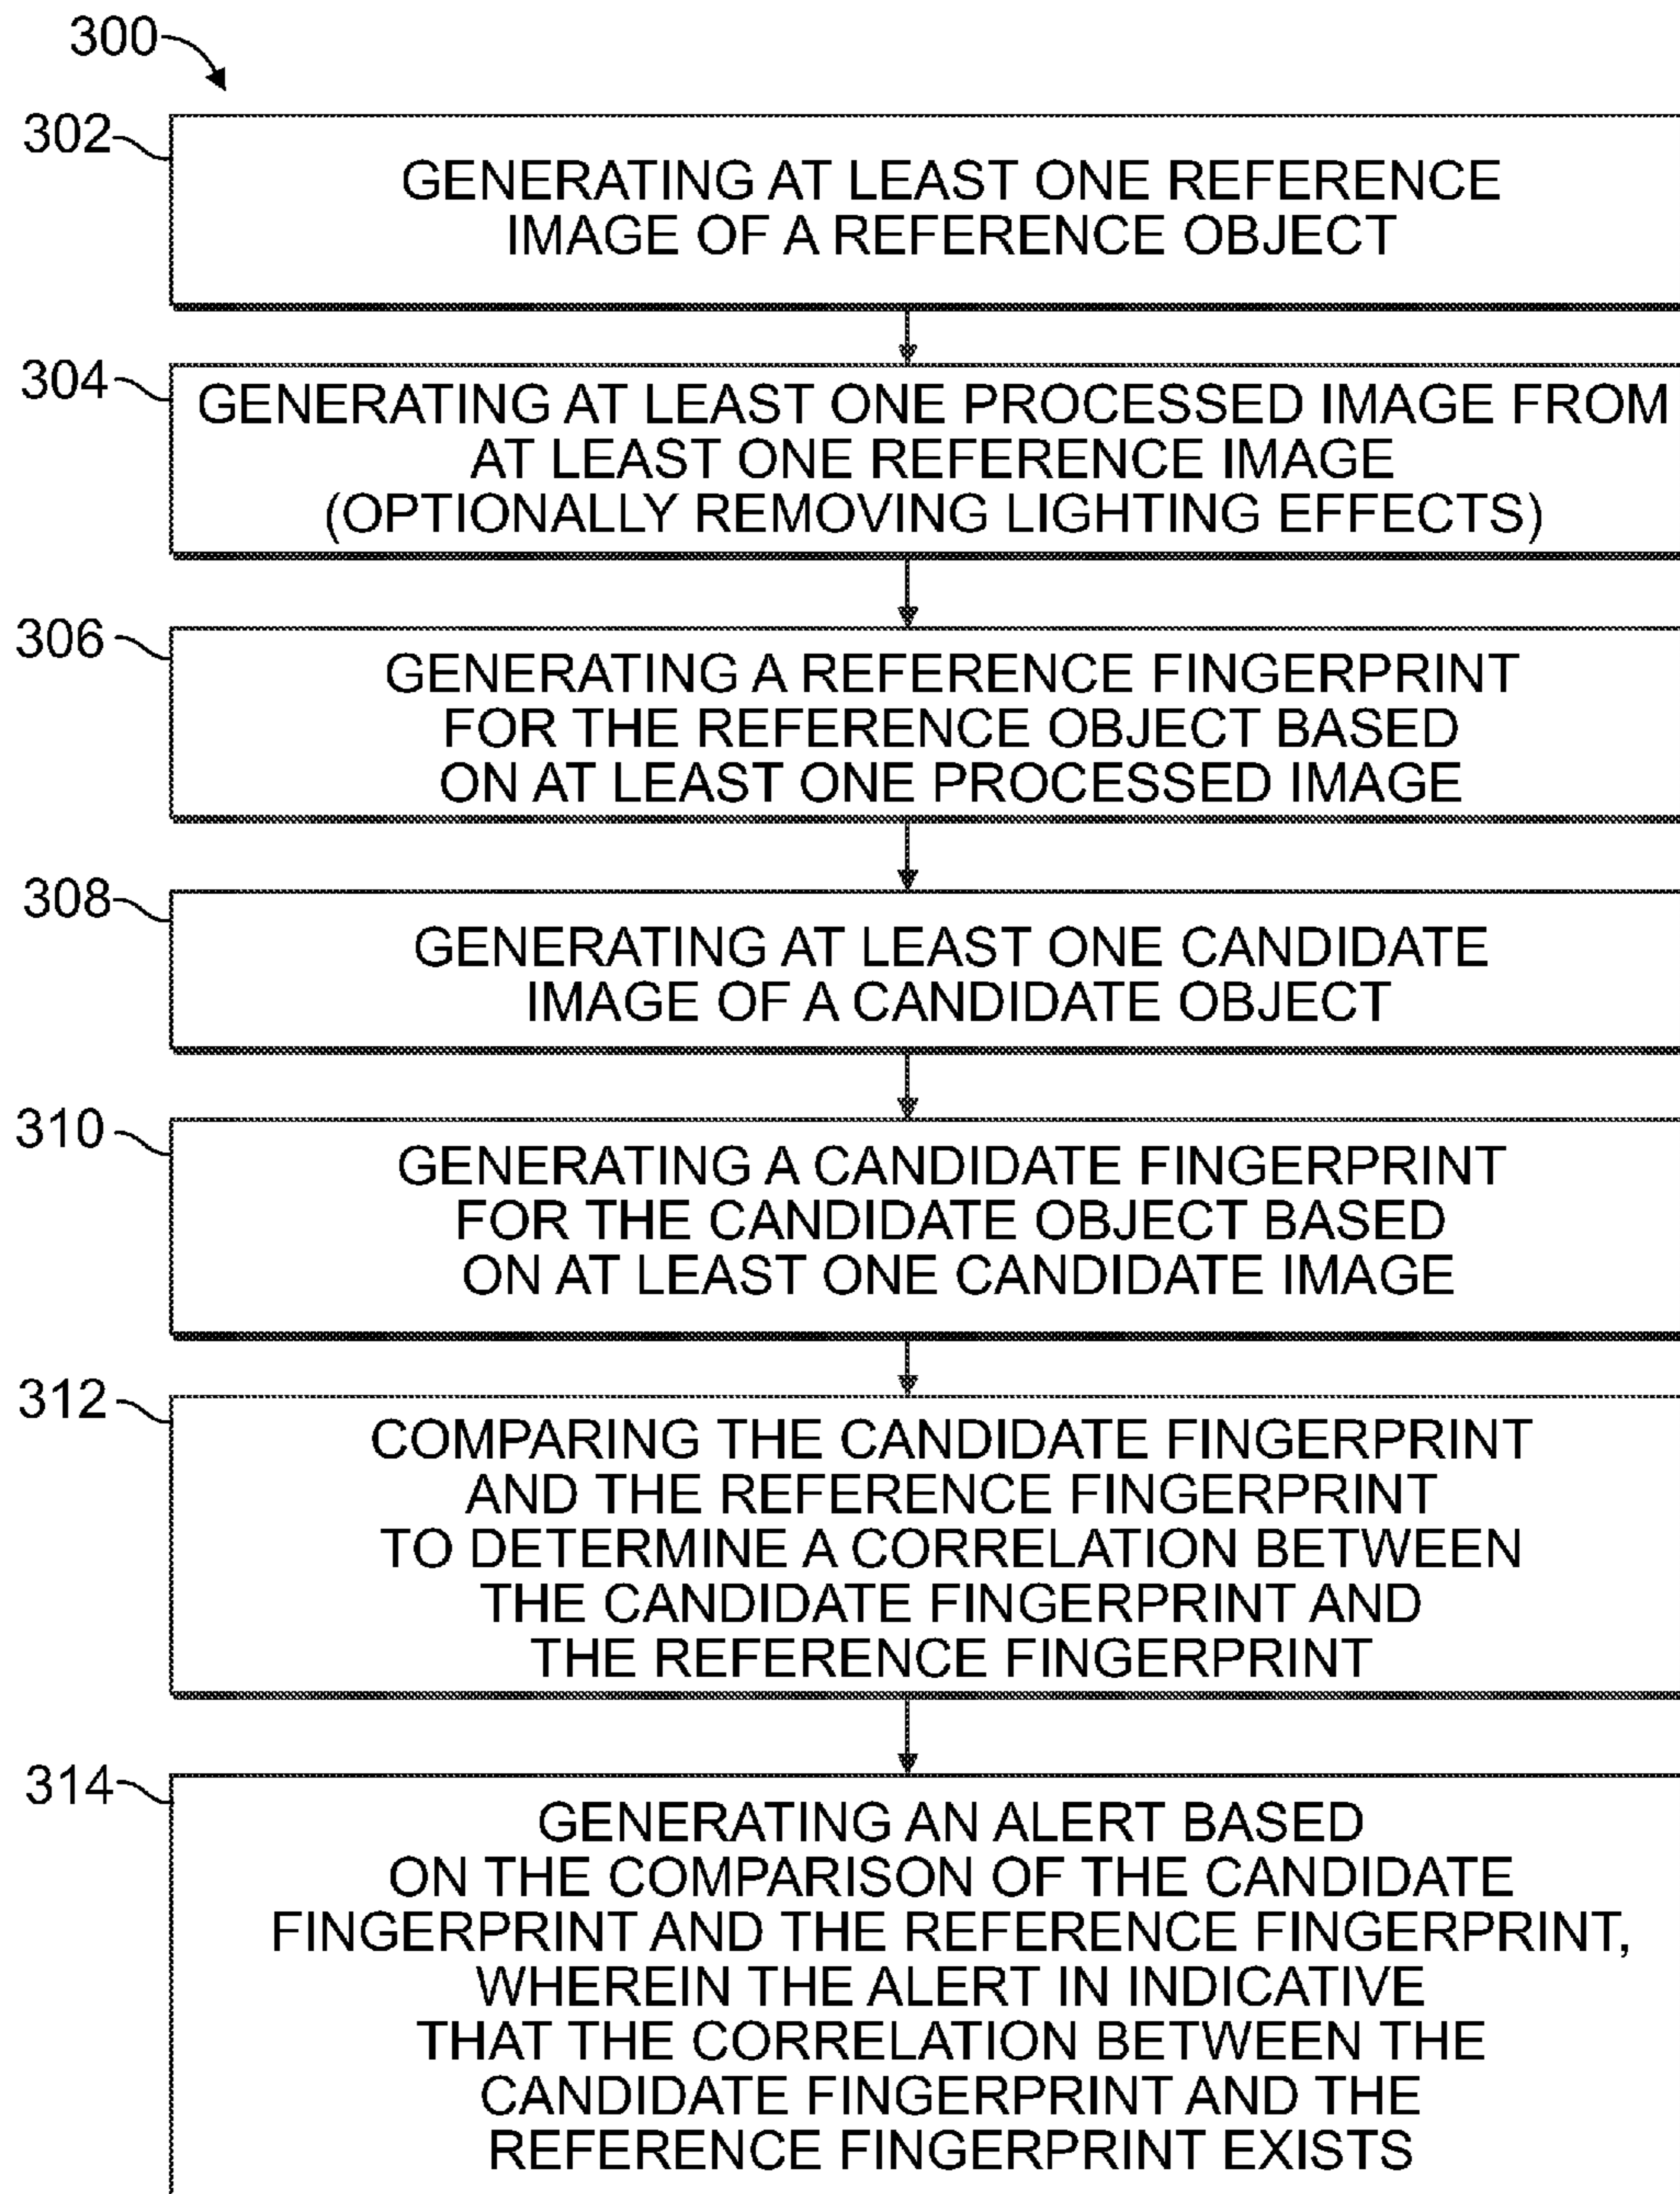 300
302
GENERATING AT LEAST ONE REFERENCE
IMAGE OF A REFERENCE OBJECT
304
GENERATING AT LEAST ONE PROCESSED IMAGE FROM
AT LEAST ONE REFERENCE IMAGE
(OPTIONALLY REMOVING LIGHTING EFFECTS)
306
GENERATING A REFERENCE FINGERPRINT
FOR THE REFERENCE OBJECT BASED
ON AT LEAST ONE PROCESSED IMAGE
308
GENERATING AT LEAST ONE CANDIDATE
IMAGE OF A CANDIDATE OBJECT
310
GENERATING A CANDIDATE FINGERPRINT
FOR THE CANDIDATE OBJECT BASED
ON AT LEAST ONE CANDIDATE IMAGE
312
COMPARING THE CANDIDATE FINGERPRINT
AND THE REFERENCE FINGERPRINT
TO DETERMINE A CORRELATION BETWEEN
THE CANDIDATE FINGERPRINT AND
THE REFERENCE FINGERPRINT
314
GENERATING AN ALERT BASED
ON THE COMPARISON OF THE CANDIDATE
FINGERPRINT AND THE REFERENCE FINGERPRINT,
WHEREIN THE ALERT IN INDICATIVE
THAT THE CORRELATION BETWEEN THE
CANDIDATE FINGERPRINT AND THE
REFERENCE FINGERPRINT EXISTS